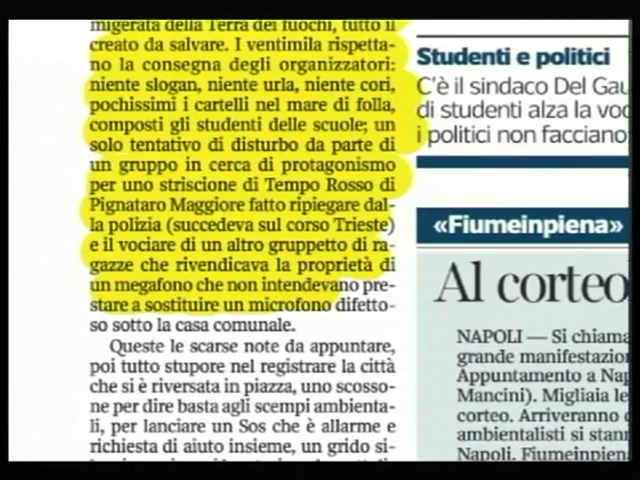 migerata della Terra dei fuochi, tutto il
creato da salvare. I ventimila rispetta-
no la consegna degli organizzatori:
niente slogan, niente urla, niente cori,
pochissimi i cartelli nel mare di folla,
composti gli studenti delle scuole; un
solo tentativo di disturbo da parte di
un gruppo in cerca di protagonismo
per uno striscione di Tempo Rosso di
Pignataro Maggiore fatto ripiegare dal-
la polizia (succedeva sul corso Trieste)
e il vociare di un altro gruppetto di ra-
gazze che rivendicava la proprietà di
un megafono che non intendevano pre-
stare a sostituire un microfono difetto-
so sotto la casa comunale.
Queste le scarse note da appuntare,
poi tutto stupore nel registrare la città
che si è riversata in piazza, uno scosso-
ne per dire basta agli scempi ambienta-
li, per lanciare un Sos che è allarme e
richiesta di aiuto insieme, un grido si-
Studenti e politici
C'è il sindaco Del Gau
di studenti alza la voc
i politici non facciano
«Fiumeinpiena»
Al corteo
NAPOLI — Si chiama
grande manifestazion
Appuntamento a Nap
Mancini). Migliaia le
corteo. Arriveranno
ambientalisti si stann
Napoli. Fiumeinpiena